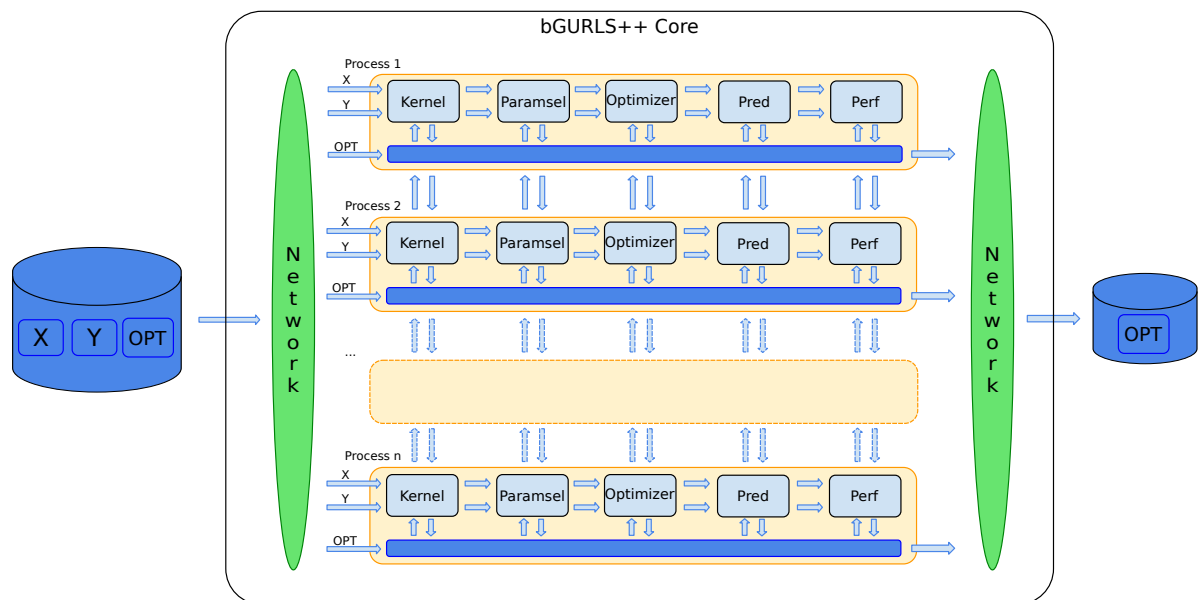 bGURLS++ Core
Process 1
X
Y
OPT
Kernel
Paramsel
Optimizer
Pred
Perf
Process 2
X
Y
OPT
Kernel
Paramsel
Optimizer
Pred
Perf
...
Process n
X
Y
OPT
Kernel
Paramsel
Optimizer
Pred
Perf
Network
X Y OPT
Network
OPT